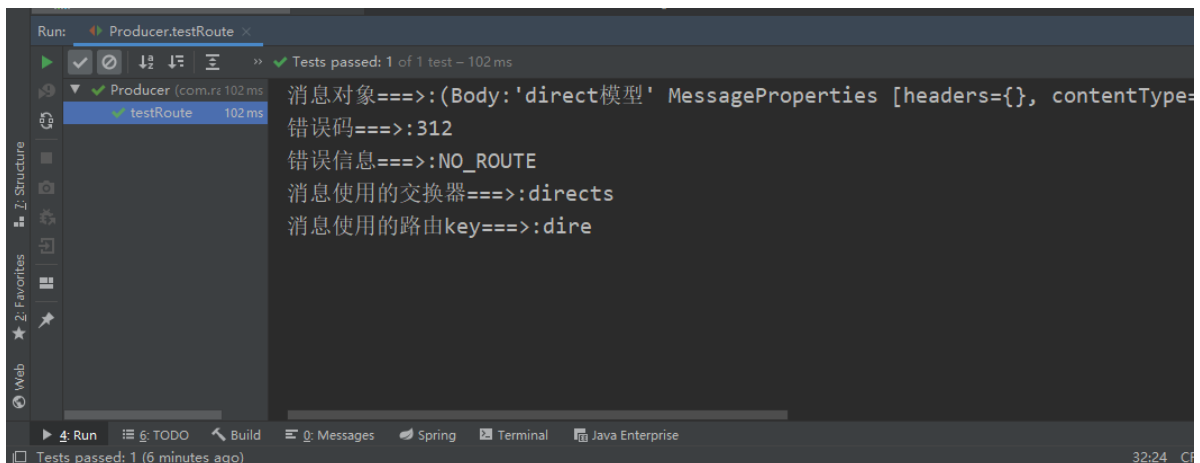 Run: Producer.testRoute
» Tests passed: 1 of 1 test – 102 ms
Producer (com.ra 102 ms
testRoute 102 ms
消息对象===>:(Body:'direct模型' MessageProperties [headers={}, contentType=
错误码===>:312
错误信息===>:NO_ROUTE
消息使用的交换器===>:directs
消息使用的路由key===>:dire
7: Structure
2: Favorites
Web
4: Run 6: TODO Build 0: Messages Spring Terminal Java Enterprise
Tests passed: 1 (6 minutes ago) 32:24